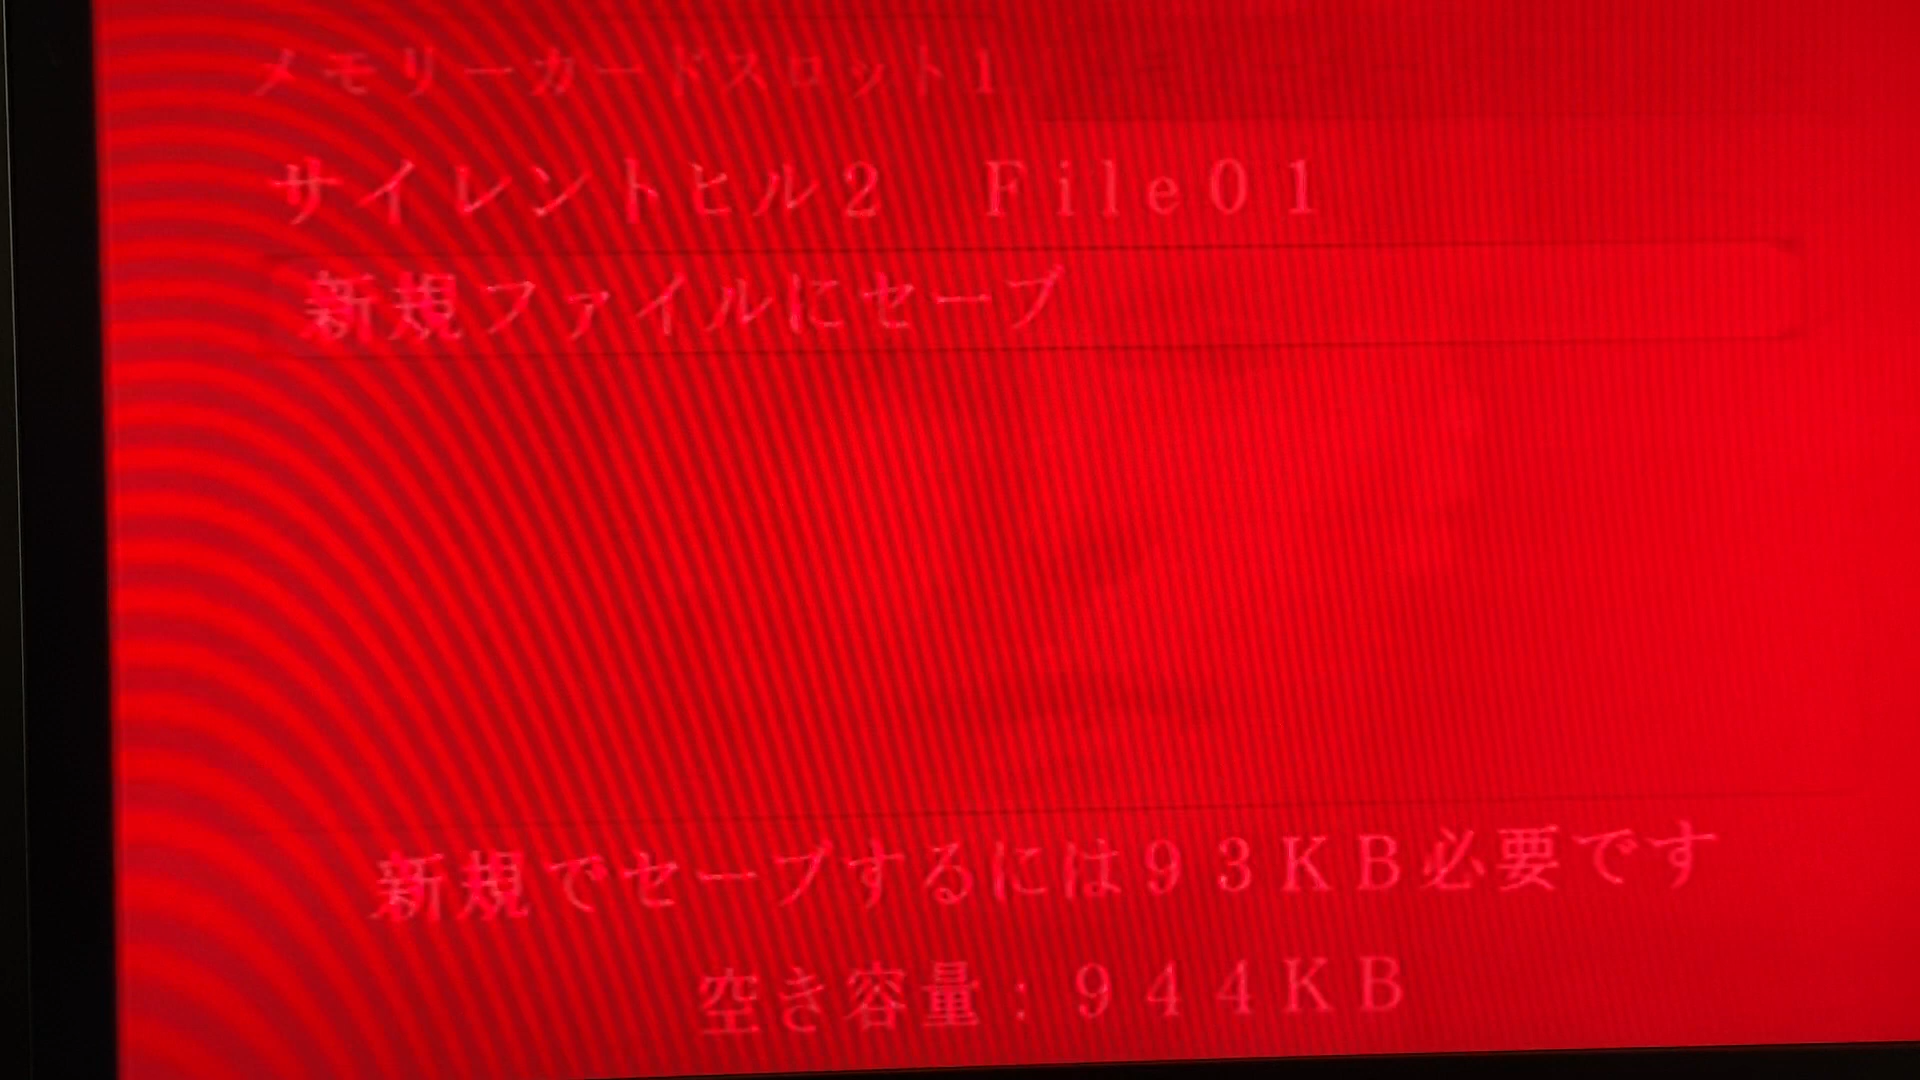 メモリーカードスロット1
サイレントヒル2　File01
新規ファイルにセーブ
新規でセーブするには93KB必要です
空き容量：944KB